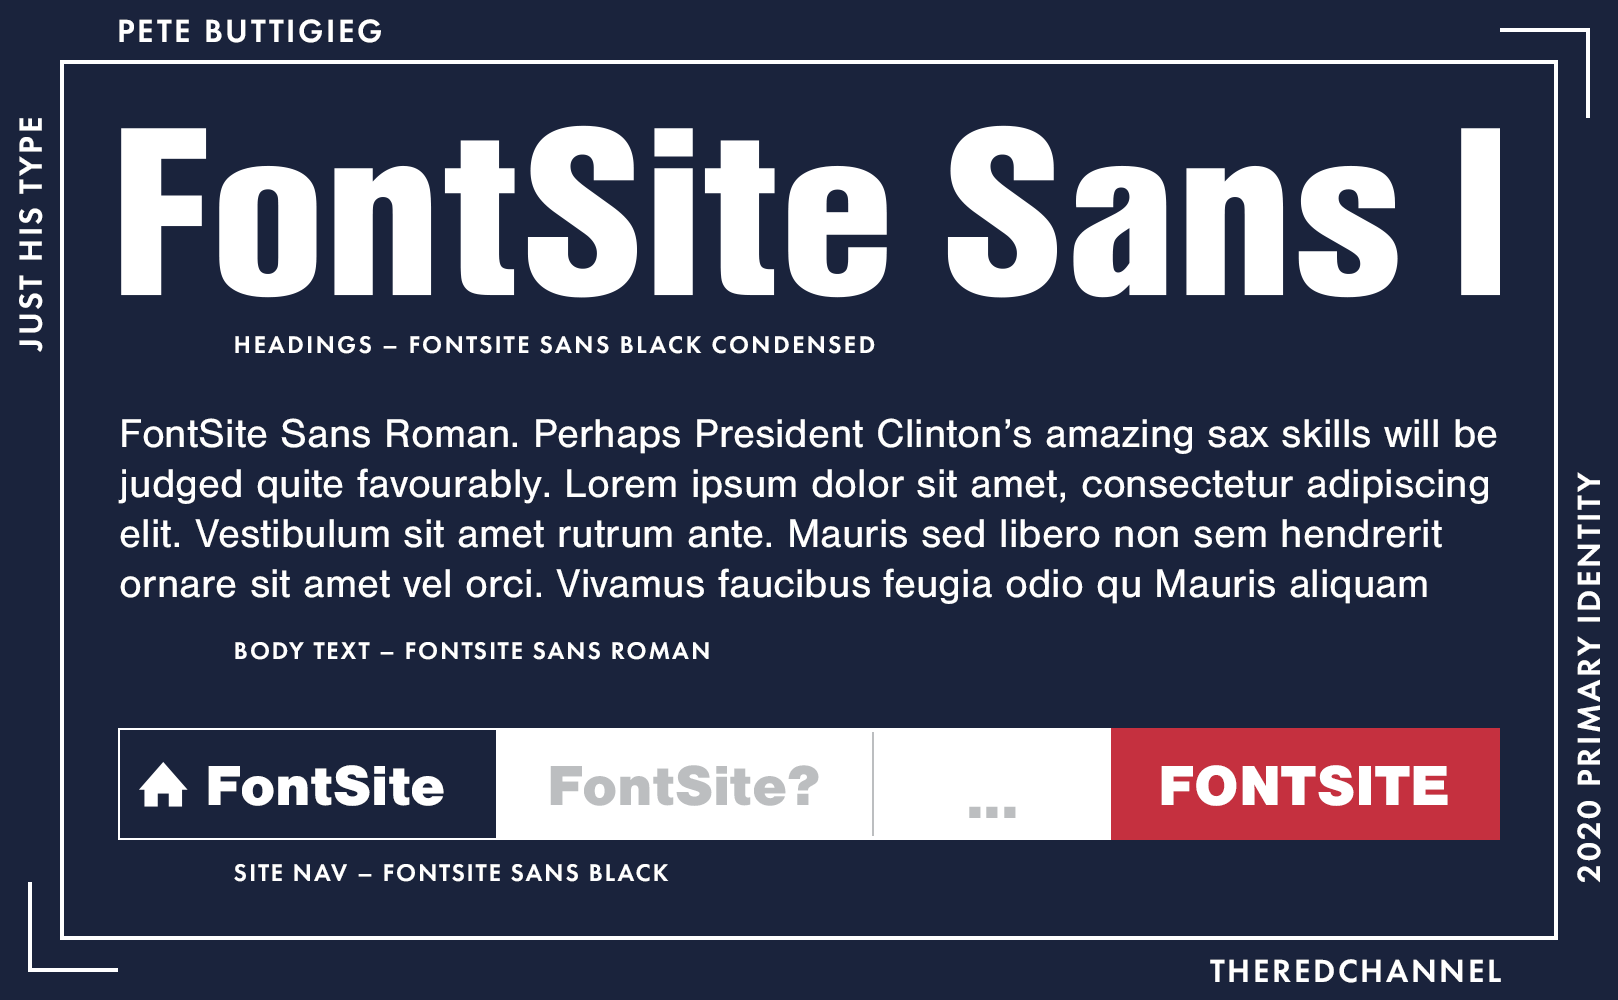 PETE BUTTIGIEG
JUST HIS TYPE
FontSite Sans I
HEADINGS – FONTSITE SANS BLACK CONDENSED
FontSite Sans Roman. Perhaps President Clinton’s amazing sax skills will be
judged quite favourably. Lorem ipsum dolor sit amet, consectetur adipiscing
elit. Vestibulum sit amet rutrum ante. Mauris sed libero non sem hendrerit
ornare sit amet vel orci. Vivamus faucibus feugia odio qu Mauris aliquam
BODY TEXT – FONTSITE SANS ROMAN
FontSite FontSite? ... FONTSITE
SITE NAV – FONTSITE SANS BLACK
2020 PRIMARY IDENTITY
THEREDCHANNEL